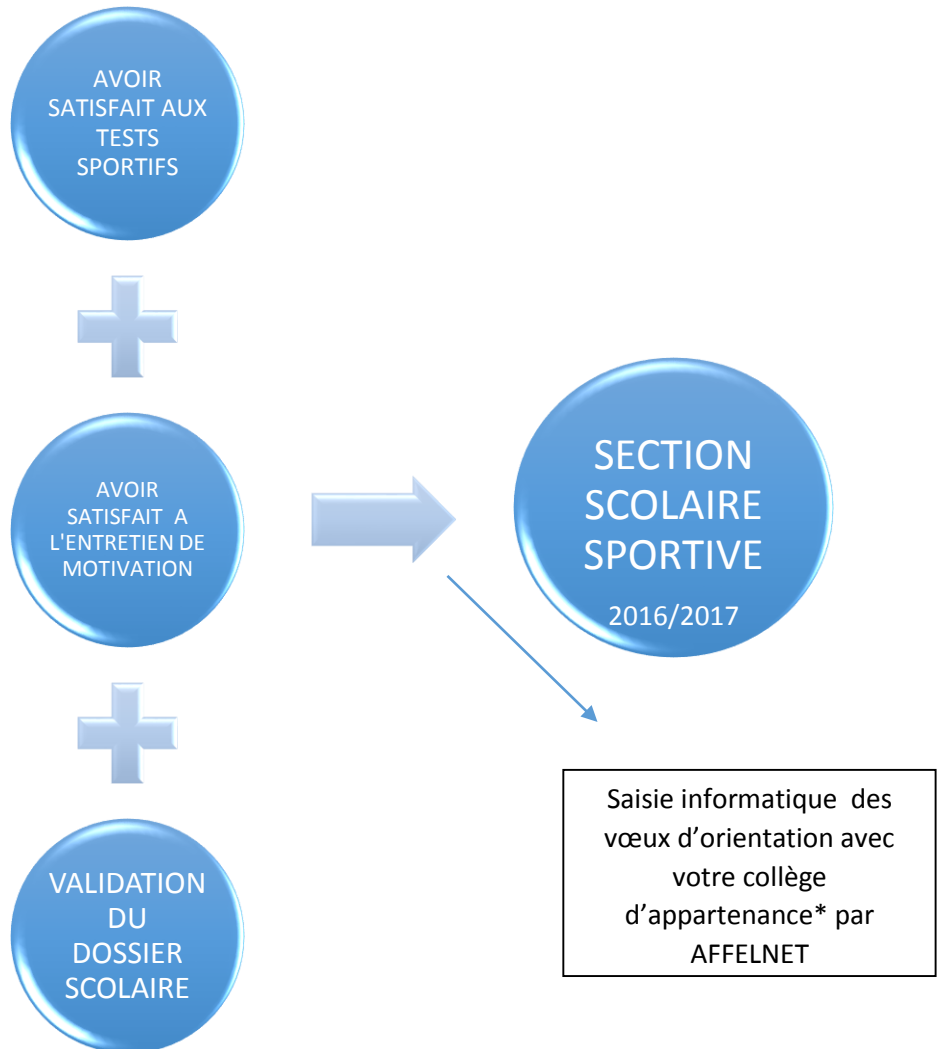 AVOIR
SATISFAIT AUX
TESTS
SPORTIFS
AVOIR
SATISFAIT A
L'ENTRETIEN DE
MOTIVATION
VALIDATION
DU
DOSSIER
SCOLAIRE
SECTION
SCOLAIRE
SPORTIVE
2016/2017
Saisie informatique des
vœux d’orientation avec
votre collège
d’appartenance* par
AFFELNET